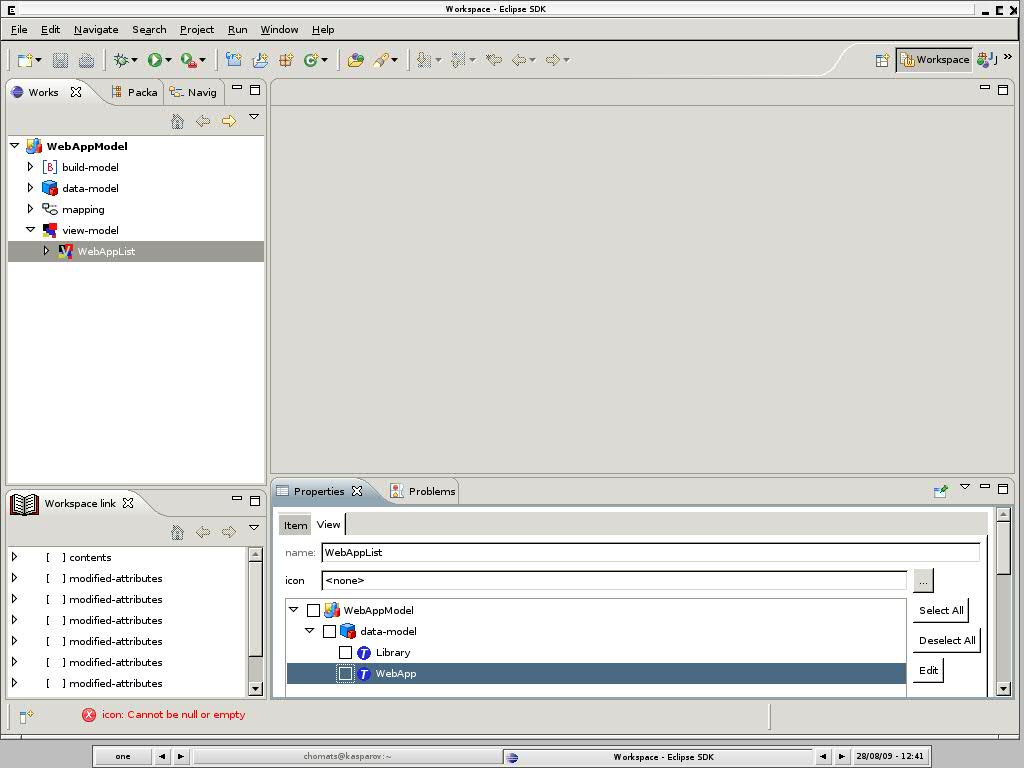 Workspace - Eclipse SDK
File Edit Navigate Search Project Run Window Help
Workspace
Works Packa Navig
WebAppModel
build-model
data-model
mapping
view-model
WebAppList
Workspace link
[ ] contents
[ ] modified-attributes
[ ] modified-attributes
[ ] modified-attributes
[ ] modified-attributes
[ ] modified-attributes
[ ] modified-attributes
Properties Problems
Item View
name: WebAppList
icon <none> ...
WebAppModel
data-model
Library
WebApp
Select All
Deselect All
Edit
icon: Cannot be null or empty
one chomats@kasparov:~ Workspace - Eclipse SDK 28/08/09 - 12:41